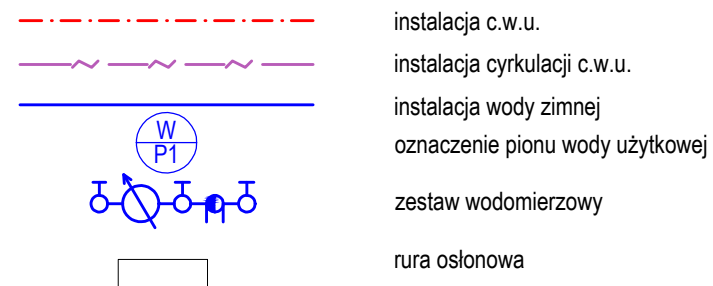 instalacja c.w.u.
instalacja cyrkulacji c.w.u.
instalacja wody zimnej
W
P1
oznaczenie pionu wody użytkowej
zestaw wodomierzowy
rura osłonowa